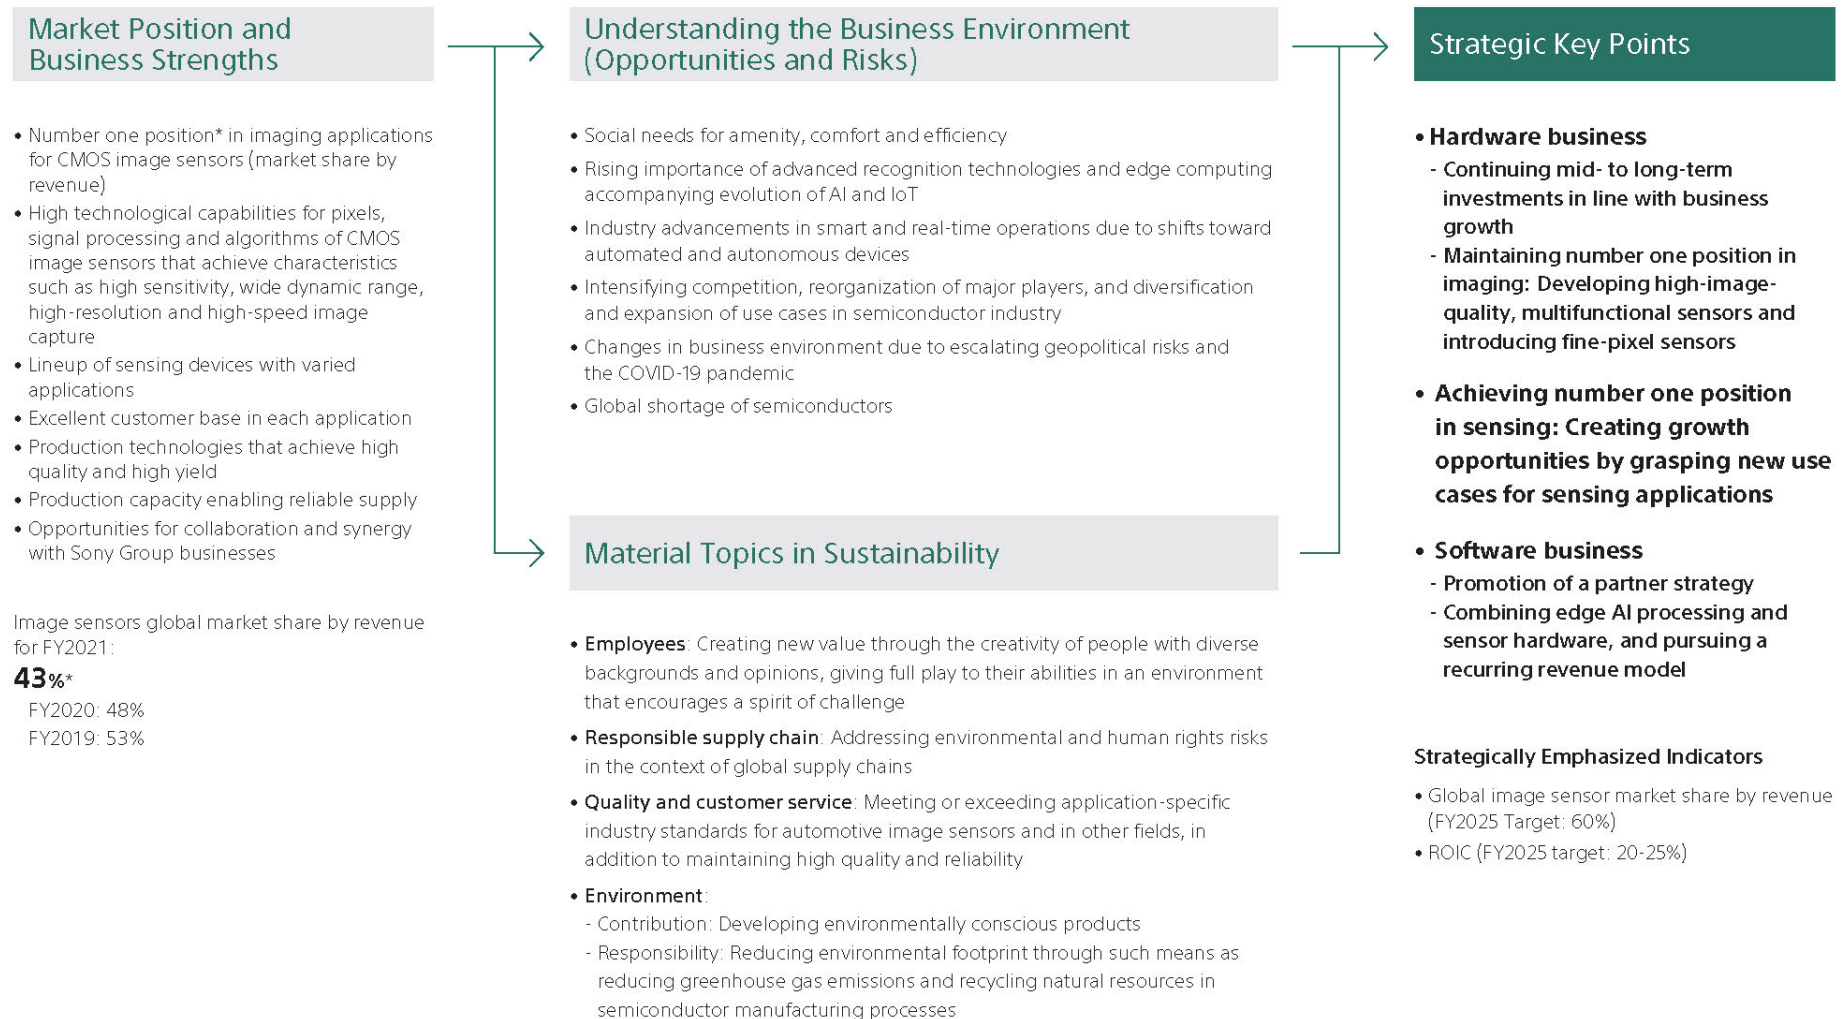 Market Position and
Business Strengths
• Number one position* in imaging applications
for CMOS image sensors (market share by
revenue)
• High technological capabilities for pixels,
signal processing and algorithms of CMOS
image sensors that achieve characteristics
such as high sensitivity, wide dynamic range,
high-resolution and high-speed image
capture
• Lineup of sensing devices with varied
applications
• Excellent customer base in each application
• Production technologies that achieve high
quality and high yield
• Production capacity enabling reliable supply
• Opportunities for collaboration and synergy
with Sony Group businesses
Image sensors global market share by revenue
for FY2021:
43%*
FY2020: 48%
FY2019: 53%
Understanding the Business Environment
(Opportunities and Risks)
• Social needs for amenity, comfort and efficiency
• Rising importance of advanced recognition technologies and edge computing
accompanying evolution of AI and IoT
• Industry advancements in smart and real-time operations due to shifts toward
automated and autonomous devices
• Intensifying competition, reorganization of major players, and diversification
and expansion of use cases in semiconductor industry
• Changes in business environment due to escalating geopolitical risks and
the COVID-19 pandemic
• Global shortage of semiconductors
Material Topics in Sustainability
• Employees: Creating new value through the creativity of people with diverse
backgrounds and opinions, giving full play to their abilities in an environment
that encourages a spirit of challenge
• Responsible supply chain: Addressing environmental and human rights risks
in the context of global supply chains
• Quality and customer service: Meeting or exceeding application-specific
industry standards for automotive image sensors and in other fields, in
addition to maintaining high quality and reliability
• Environment:
- Contribution: Developing environmentally conscious products
- Responsibility: Reducing environmental footprint through such means as
reducing greenhouse gas emissions and recycling natural resources in
semiconductor manufacturing processes
Strategic Key Points
• Hardware business
- Continuing mid- to long-term
investments in line with business
growth
- Maintaining number one position in
imaging: Developing high-image-
quality, multifunctional sensors and
introducing fine-pixel sensors
• Achieving number one position
in sensing: Creating growth
opportunities by grasping new use
cases for sensing applications
• Software business
- Promotion of a partner strategy
- Combining edge AI processing and
sensor hardware, and pursuing a
recurring revenue model
Strategically Emphasized Indicators
• Global image sensor market share by revenue
(FY2025 Target: 60%)
• ROIC (FY2025 target: 20-25%)